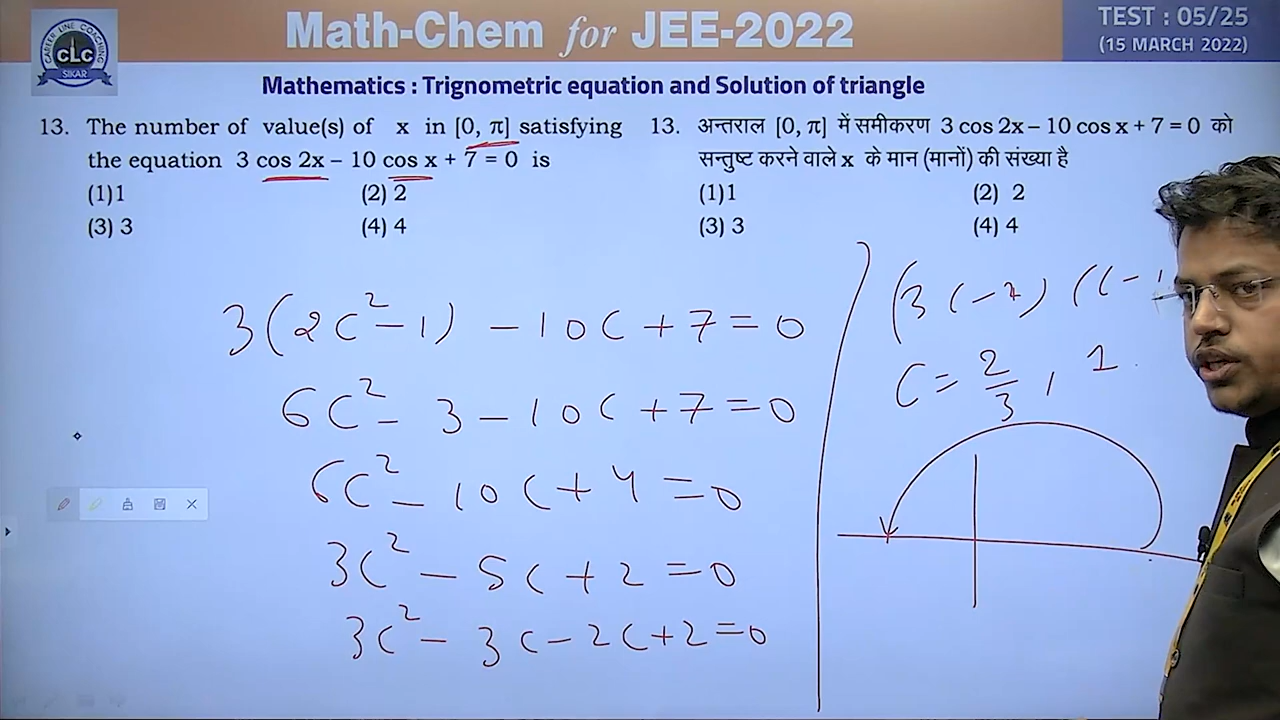 Math-Chem for JEE-2022
TEST : 05/25
(15 MARCH 2022)
CAREER LINE COACHING
CLC
SIKAR
Mathematics : Trignometric equation and Solution of triangle
13. The number of value(s) of x in [0, π] satisfying
the equation 3 cos 2x – 10 cos x + 7 = 0 is
(1) 1 (2) 2
(3) 3 (4) 4
13. अन्तराल [0, π] में समीकरण 3 cos 2x – 10 cos x + 7 = 0 को
सन्तुष्ट करने वाले x के मान (मानों) की संख्या है
(1) 1 (2) 2
(3) 3 (4) 4
3(2c²-1) - 10c + 7 = 0
6c² - 3 - 10c + 7 = 0
6c² - 10c + 4 = 0
3c² - 5c + 2 = 0
3c² - 3c - 2c + 2 = 0
(3c-2) (c-1
c = 2/3, 1